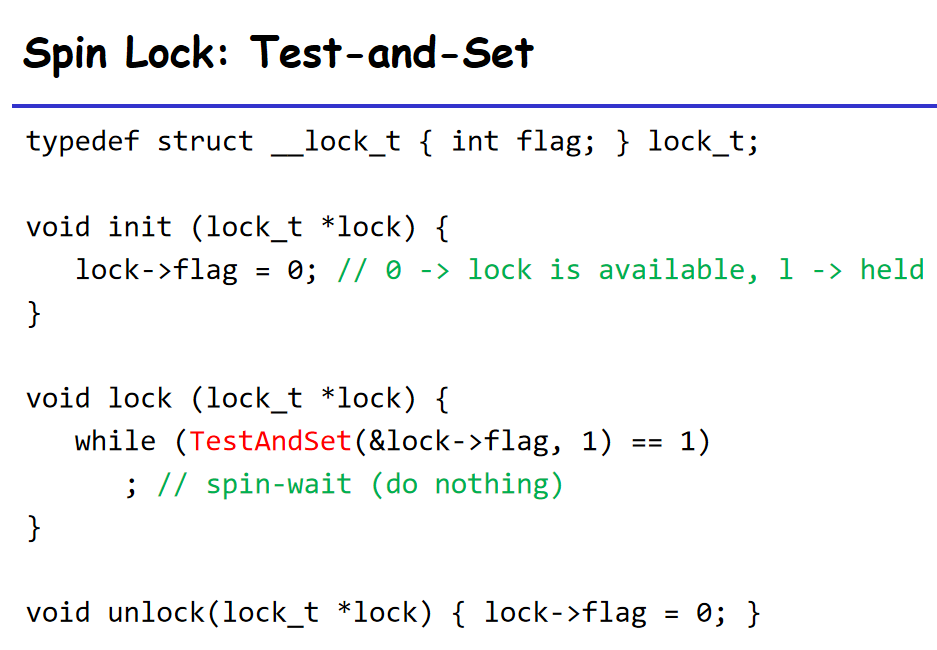 Spin Lock: Test-and-Set
typedef struct __lock_t { int flag; } lock_t;
void init (lock_t *lock) {
lock->flag = 0; // 0 -> lock is available, l -> held
}
void lock (lock_t *lock) {
while (TestAndSet(&lock->flag, 1) == 1)
; // spin-wait (do nothing)
}
void unlock(lock_t *lock) { lock->flag = 0; }